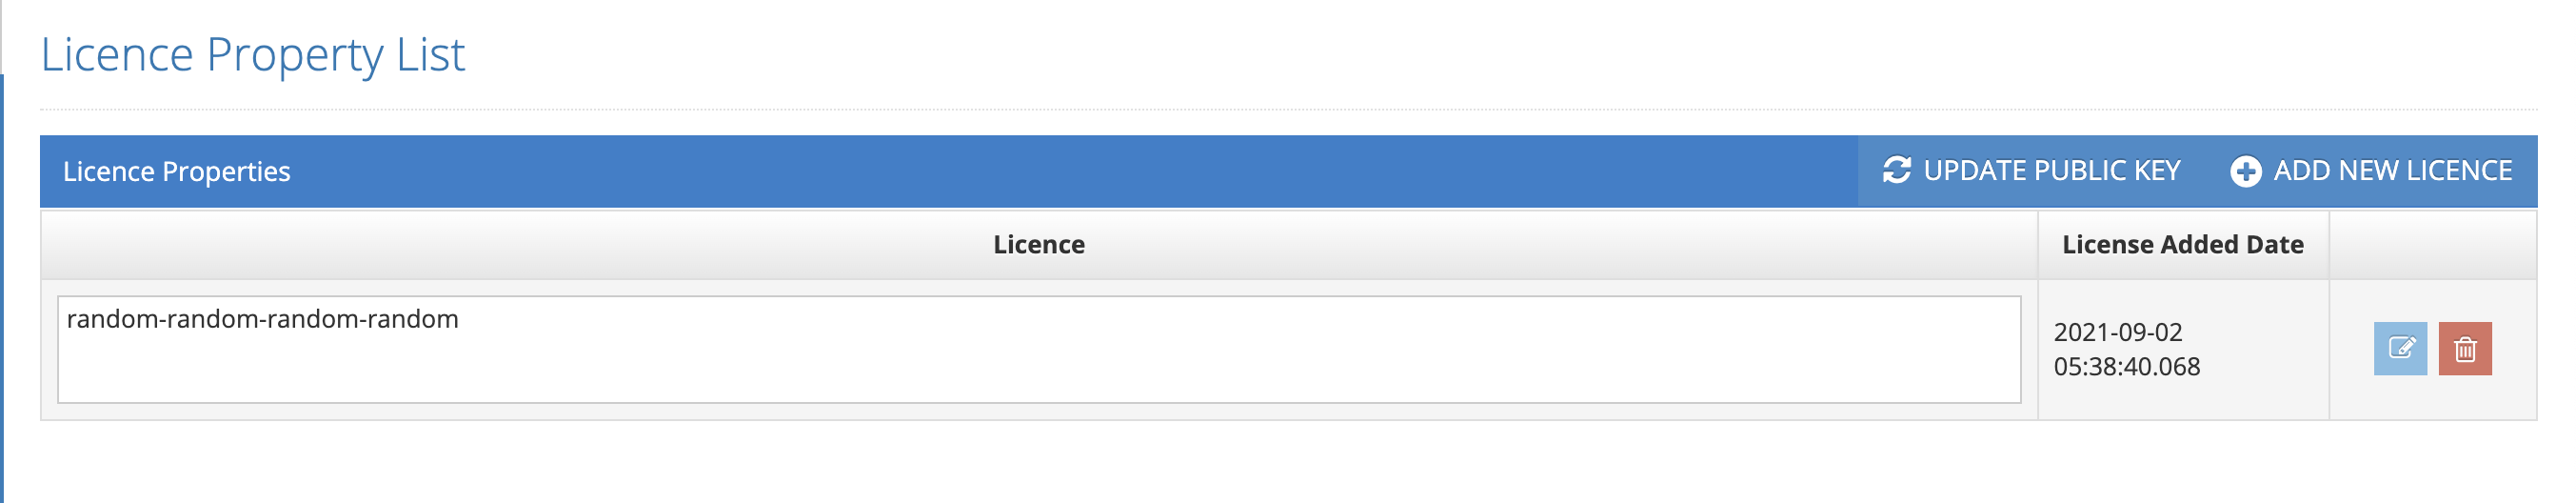 Licence Property List
Licence Properties
UPDATE PUBLIC KEY
ADD NEW LICENCE
Licence
License Added Date
random-random-random-random
2021-09-02
05:38:40.068